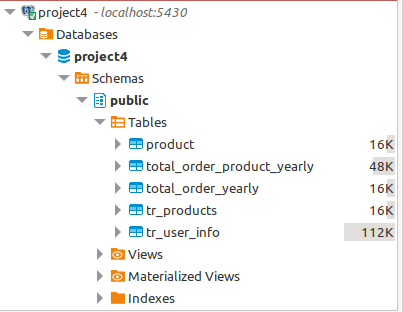 project4 - localhost:5430
Databases
project4
Schemas
public
Tables
product 16K
total_order_product_yearly 48K
total_order_yearly 16K
tr_products 16K
tr_user_info 112K
Views
Materialized Views
Indexes